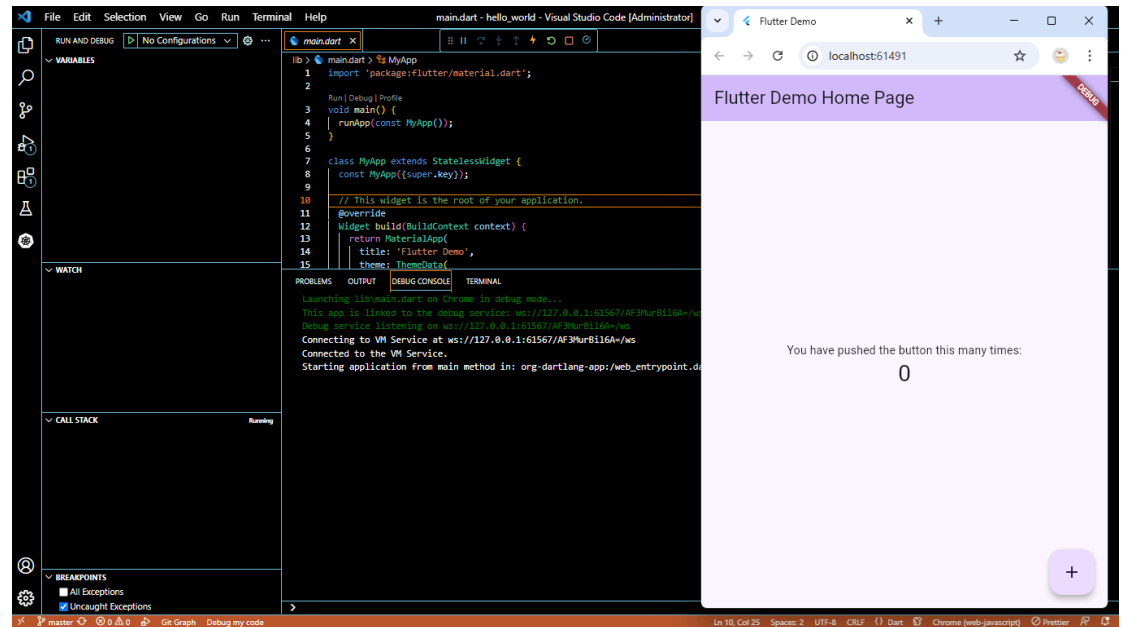 File Edit Selection View Go Run Terminal Help
main.dart - hello_world - Visual Studio Code [Administrator]
RUN AND DEBUG
No Configurations
VARIABLES
WATCH
CALL STACK
Running
BREAKPOINTS
All Exceptions
Uncaught Exceptions
1
1
main.dart
lib > main.dart > MyApp
1 import 'package:flutter/material.dart';
2
Run | Debug | Profile
3 void main() {
4 runApp(const MyApp());
5 }
6
7 class MyApp extends StatelessWidget {
8 const MyApp({super.key});
9
10 // This widget is the root of your application.
11 @override
12 Widget build(BuildContext context) {
13 return MaterialApp(
14 title: 'Flutter Demo',
15 theme: ThemeData(
PROBLEMS OUTPUT DEBUG CONSOLE TERMINAL
Launching lib\main.dart on Chrome in debug mode...
This app is linked to the debug service: ws://127.0.0.1:61567/AF3MurBil6A=/ws
Debug service listening on ws://127.0.0.1:61567/AF3MurBil6A=/ws
Connecting to VM Service at ws://127.0.0.1:61567/AF3MurBil6A=/ws
Connected to the VM Service.
Starting application from main method in: org-dartlang-app:/web_entrypoint.da
Flutter Demo
localhost:61491
Flutter Demo Home Page
DEBUG
You have pushed the button this many times:
0
+
master 0 0 Git Graph Debug my code
Ln 10, Col 25 Spaces: 2 UTF-8 CRLF {} Dart Chrome (web-javascript) Prettier